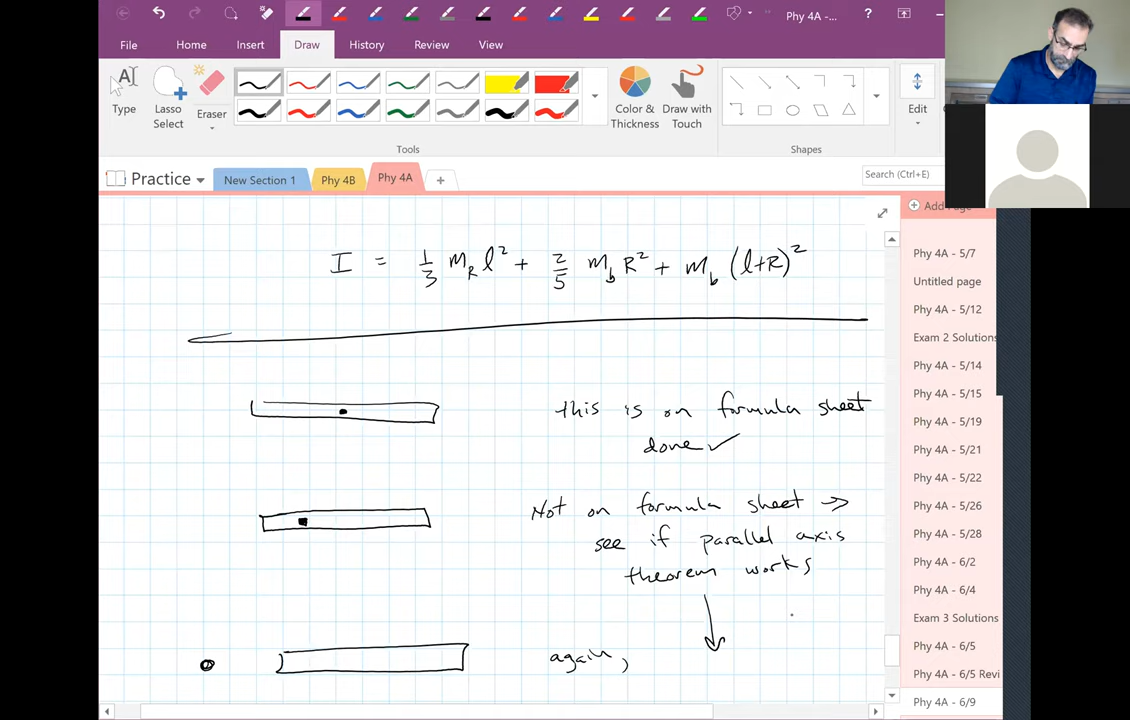 Phy 4A -...
?
File
Home
Insert
Draw
History
Review
View
Type
Lasso Select
Eraser
Color & Thickness
Draw with Touch
Edit
Tools
Shapes
Practice
New Section 1
Phy 4B
Phy 4A
Search (Ctrl+E)
Add Page
I = 1/3 m_R l² + 2/5 m_b R² + m_b (l+R)²
this is on formula sheet
done ✓
Not on formula sheet →
see if parallel axis
theorem works
again,
Phy 4A - 5/7
Untitled page
Phy 4A - 5/12
Exam 2 Solutions
Phy 4A - 5/14
Phy 4A - 5/15
Phy 4A - 5/19
Phy 4A - 5/21
Phy 4A - 5/22
Phy 4A - 5/26
Phy 4A - 5/28
Phy 4A - 6/2
Phy 4A - 6/4
Exam 3 Solutions
Phy 4A - 6/5
Phy 4A - 6/5 Revi
Phy 4A - 6/9